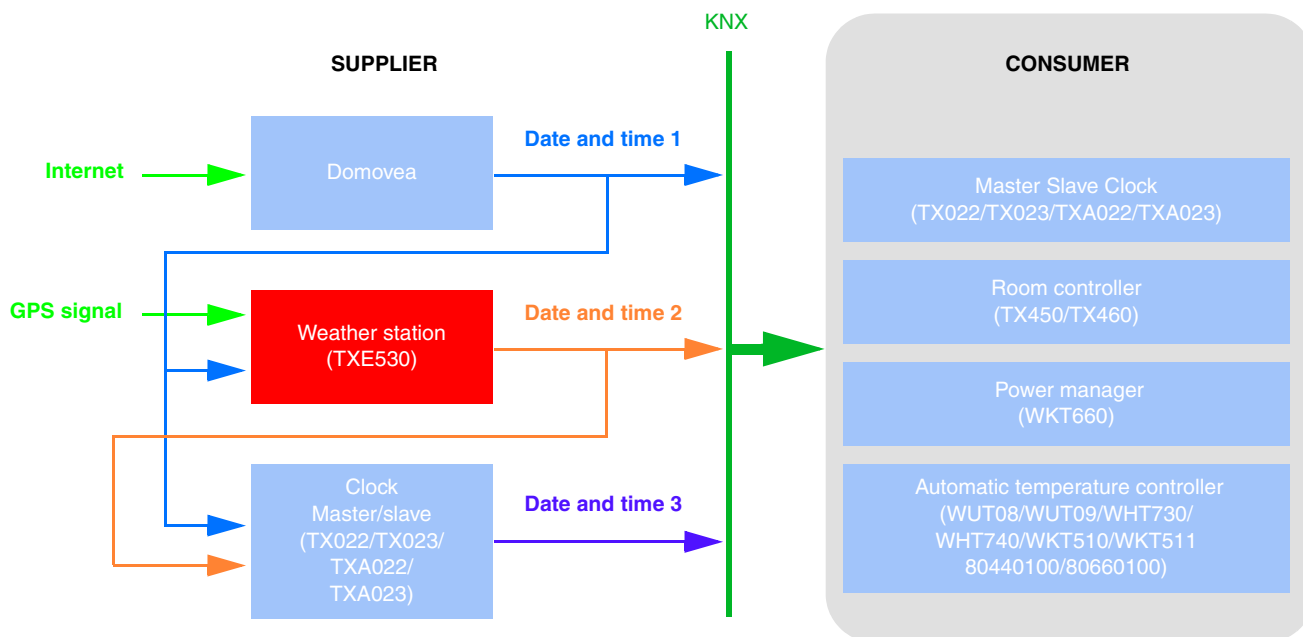 KNX
SUPPLIER
CONSUMER
Internet
Domovea
Date and time 1
GPS signal
Weather station
(TXE530)
Date and time 2
Clock
Master/slave
(TX022/TX023/
TXA022/
TXA023)
Date and time 3
Master Slave Clock
(TX022/TX023/TXA022/TXA023)
Room controller
(TX450/TX460)
Power manager
(WKT660)
Automatic temperature controller
(WUT08/WUT09/WHT730/
WHT740/WKT510/WKT511
80440100/80660100)